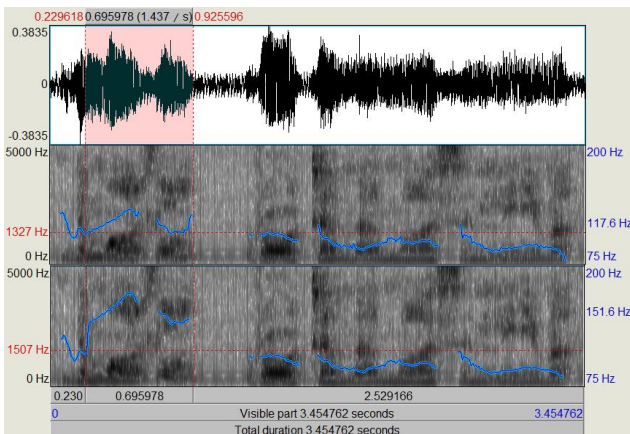 0.229618 0.695978 (1.437 / s) 0.925596
0.3835
0
-0.3835
5000 Hz 200 Hz
1327 Hz 117.6 Hz
0 Hz 75 Hz
5000 Hz 200 Hz
151.6 Hz
1507 Hz
0 Hz 75 Hz
0.230 0.695978 2.529166
0 Visible part 3.454762 seconds 3.454762
Total duration 3.454762 seconds